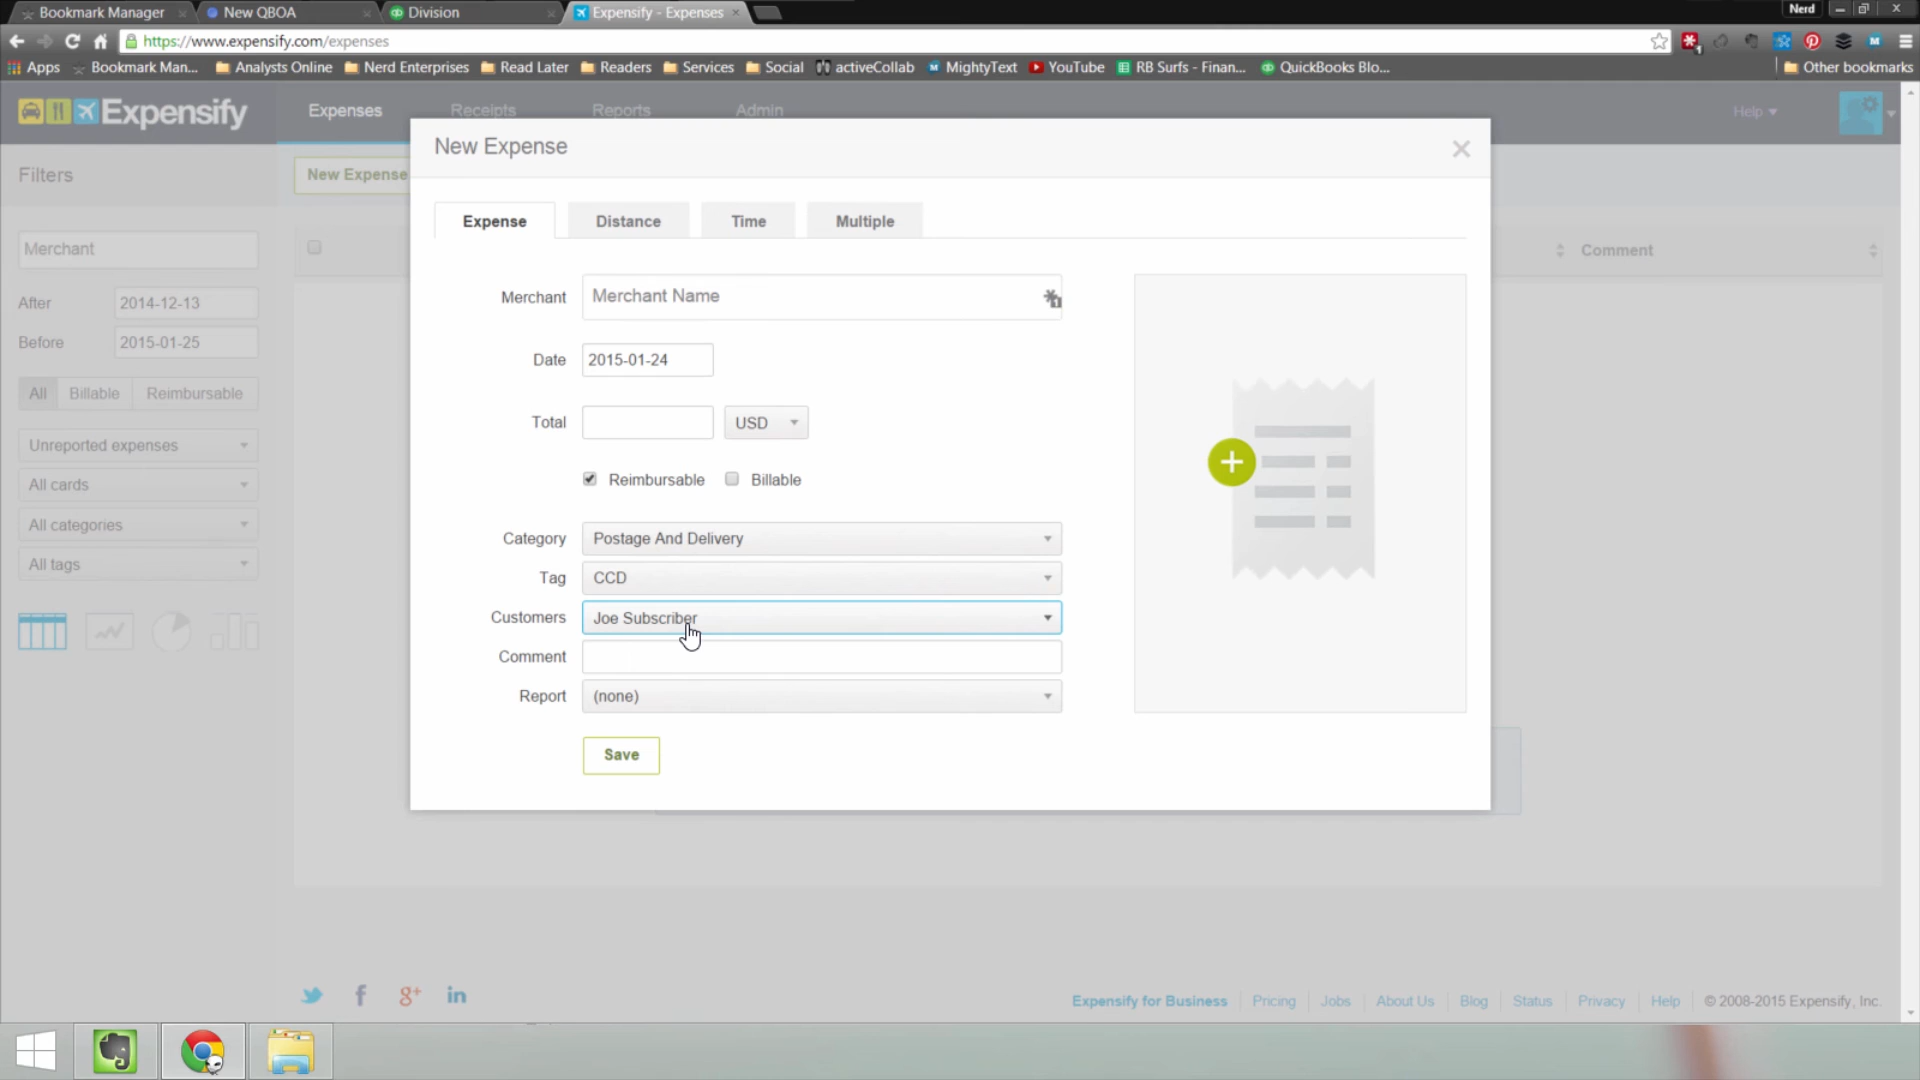 Bookmark Manager
New QBOA
Division
Expensify - Expenses
Nerd
https://www.expensify.com/expenses
Apps
Bookmark Man...
Analysts Online
Nerd Enterprises
Read Later
Readers
Services
Social
activeCollab
MightyText
YouTube
RB Surfs - Finan...
QuickBooks Blo...
Other bookmarks
Expensify
Expenses
Receipts
Reports
Admin
Help
New Expense
Filters
New Expense
Expense
Distance
Time
Multiple
Merchant
Comment
Merchant
Merchant Name
After
2014-12-13
Before
2015-01-25
Date
2015-01-24
All
Billable
Reimbursable
Total
USD
Unreported expenses
All cards
Reimbursable
Billable
All categories
Category
Postage And Delivery
All tags
Tag
CCD
Customers
Joe Subscriber
Comment
Report
(none)
Save
Expensify for Business
Pricing
Jobs
About Us
Blog
Status
Privacy
Help
© 2008-2015 Expensify, Inc.